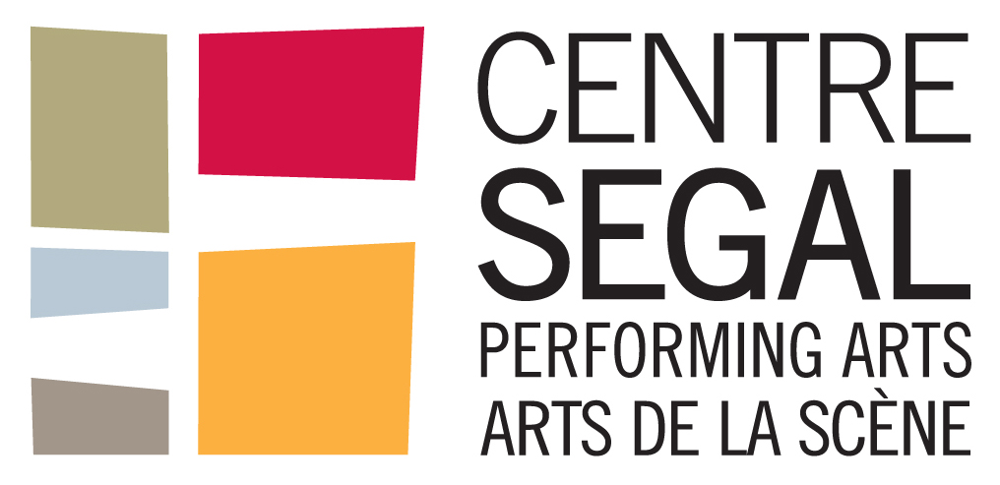 CENTRE
SEGAL
PERFORMING ARTS
ARTS DE LA SCÈNE